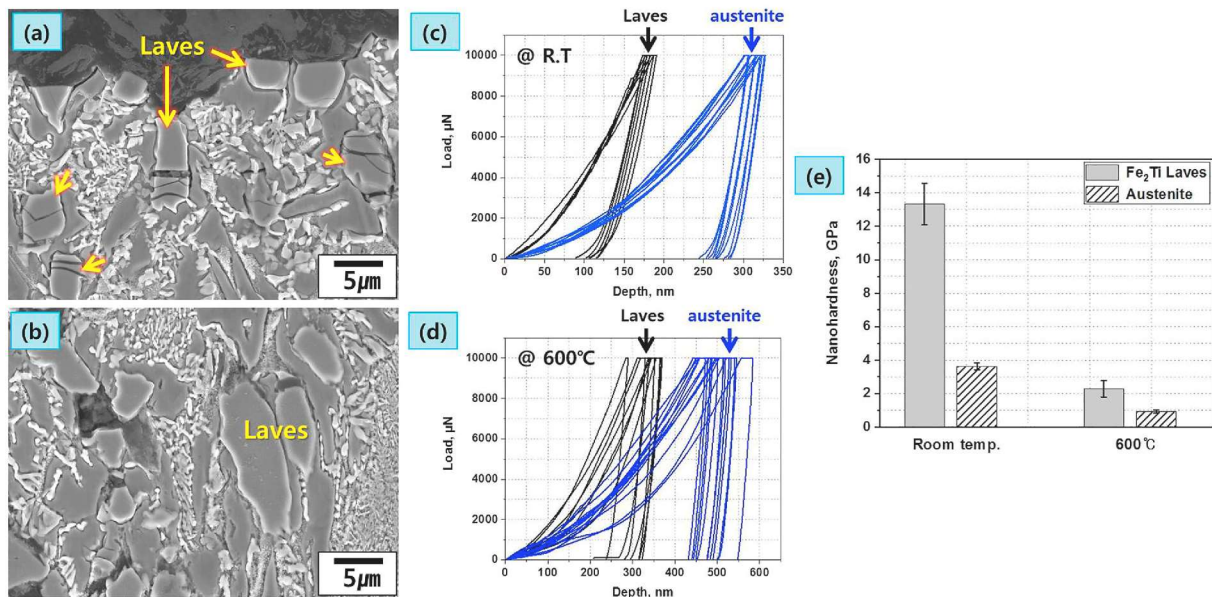 (a)
Laves
5μm
(b)
Laves
5μm
(c)
Laves
austenite
@ R.T
10000
8000
6000
4000
2000
0
Load, μN
0 50 100 150 200 250 300 350
Depth, nm
(d)
Laves
austenite
@ 600℃
10000
8000
6000
4000
2000
0
Load, μN
0 100 200 300 400 500 600
Depth, nm
(e)
16
14
12
10
8
6
4
2
0
Nanohardness, GPa
Fe₂Ti Laves
Austenite
Room temp. 600℃